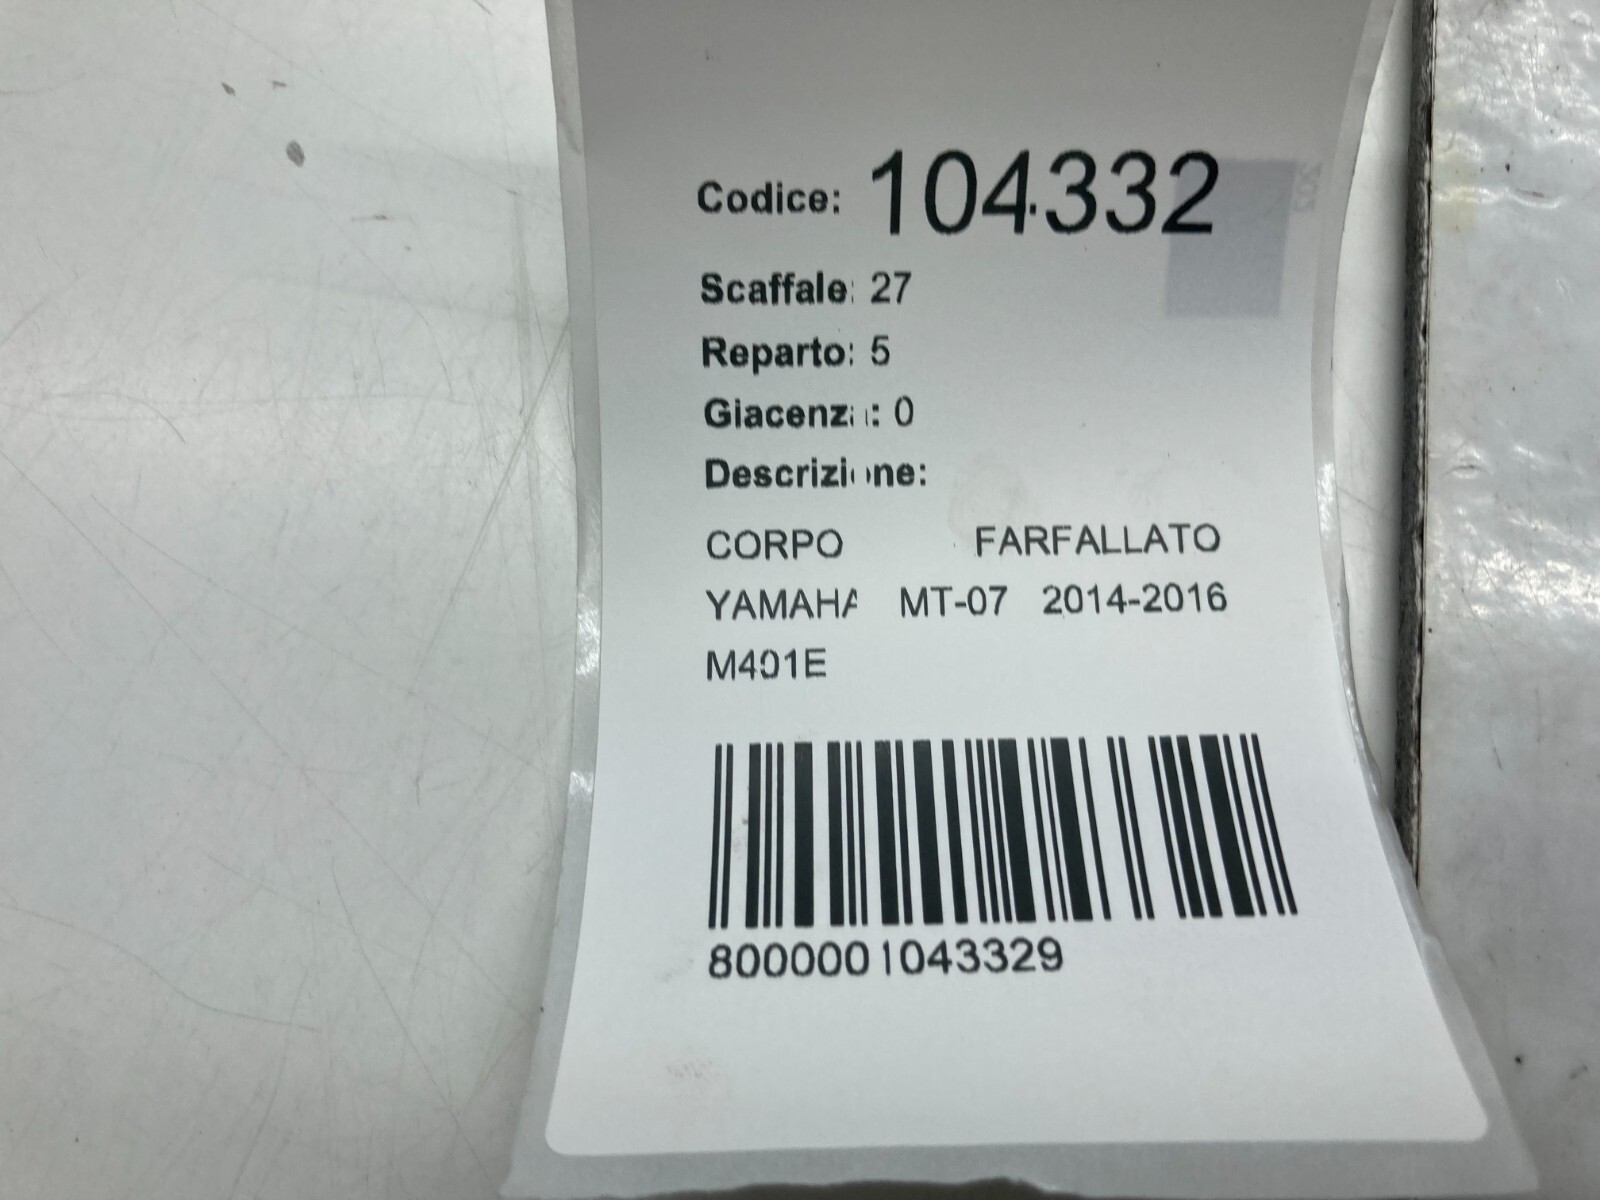 Codice: 104332
Scaffale: 27
Reparto: 5
Giacenza: 0
Descrizione:
CORPO FARFALLATO
YAMAHA MT-07 2014-2016
M401E
8000001043329